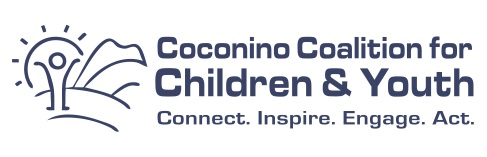 Coconino Coalition for
Children & Youth
Connect. Inspire. Engage. Act.